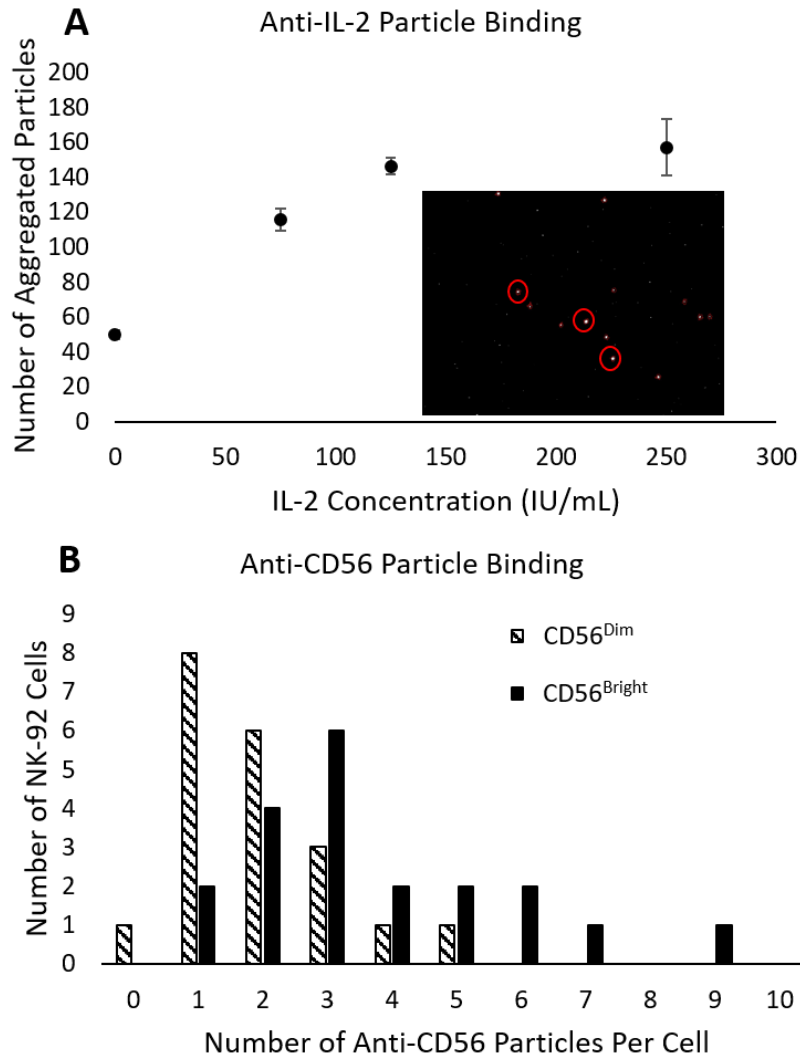 A
Anti-IL-2 Particle Binding
Number of Aggregated Particles
200
180
160
140
120
100
80
60
40
20
0
0 50 100 150 200 250 300
IL-2 Concentration (IU/mL)
B
Anti-CD56 Particle Binding
Number of NK-92 Cells
9
8
7
6
5
4
3
2
1
0
CD56Dim
CD56Bright
0 1 2 3 4 5 6 7 8 9 10
Number of Anti-CD56 Particles Per Cell